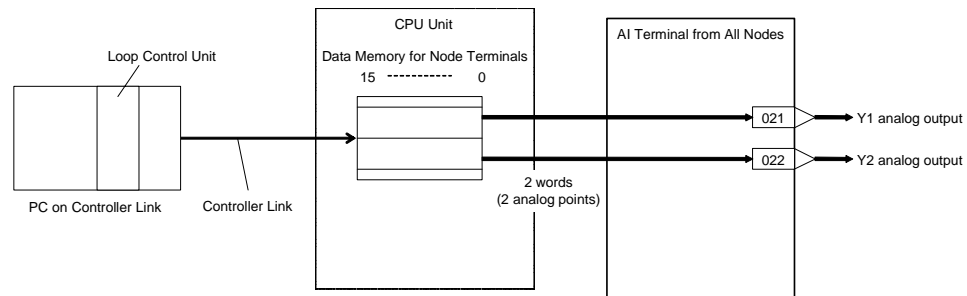 CPU Unit
AI Terminal from All Nodes
Loop Control Unit
Data Memory for Node Terminals
15 ---------- 0
021
Y1 analog output
022
Y2 analog output
2 words
(2 analog points)
PC on Controller Link
Controller Link